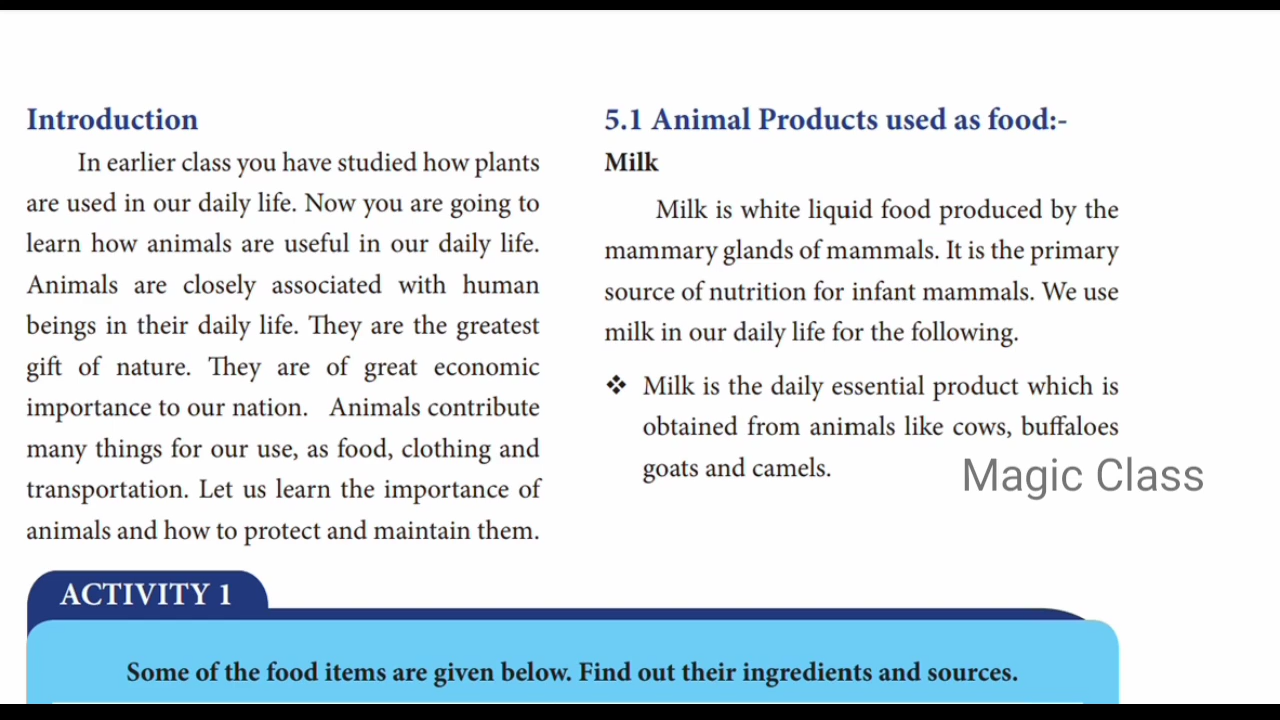 Introduction
In earlier class you have studied how plants
are used in our daily life. Now you are going to
learn how animals are useful in our daily life.
Animals are closely associated with human
beings in their daily life. They are the greatest
gift of nature. They are of great economic
importance to our nation. Animals contribute
many things for our use, as food, clothing and
transportation. Let us learn the importance of
animals and how to protect and maintain them.
5.1 Animal Products used as food:-
Milk
Milk is white liquid food produced by the
mammary glands of mammals. It is the primary
source of nutrition for infant mammals. We use
milk in our daily life for the following.
❖ Milk is the daily essential product which is
obtained from animals like cows, buffaloes
goats and camels.
Magic Class
ACTIVITY 1
Some of the food items are given below. Find out their ingredients and sources.